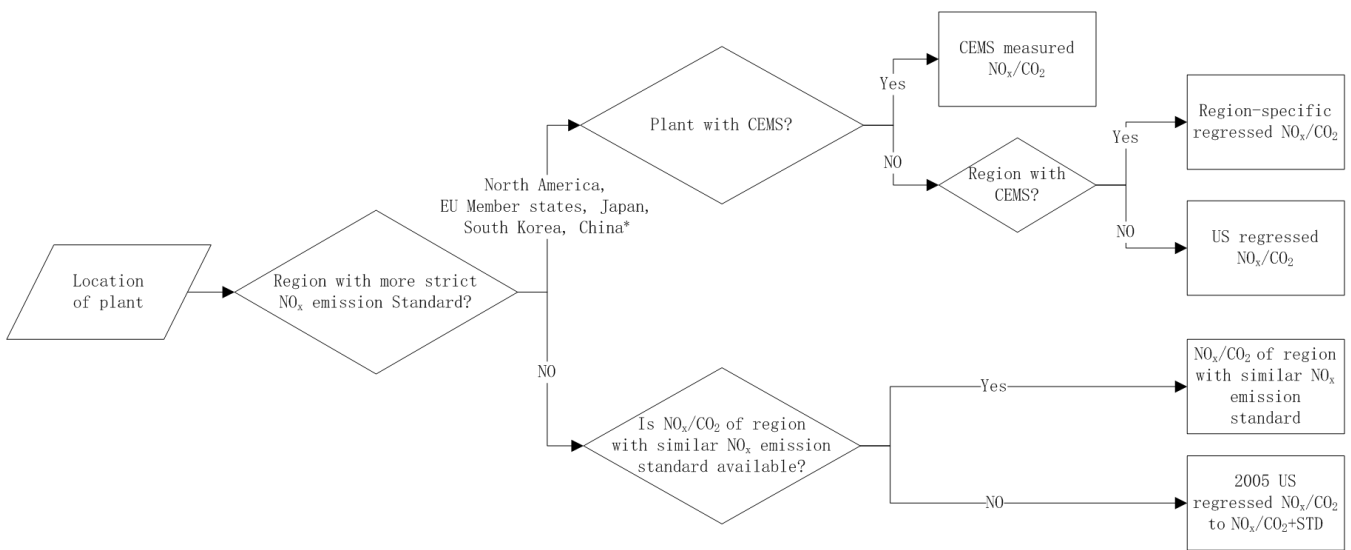 Location
of plant
Region with more strict
NOₓ emission Standard?
North America,
EU Member states, Japan,
South Korea, China*
NO
Plant with CEMS?
Yes
CEMS measured
NOₓ/CO₂
NO
Region with
CEMS?
Yes
Region-specific
regressed NOₓ/CO₂
NO
US regressed
NOₓ/CO₂
Is NOₓ/CO₂ of region
with similar NOₓ emission
standard available?
Yes
NOₓ/CO₂ of region
with similar NOₓ
emission
standard
NO
2005 US
regressed NOₓ/CO₂
to NOₓ/CO₂+STD